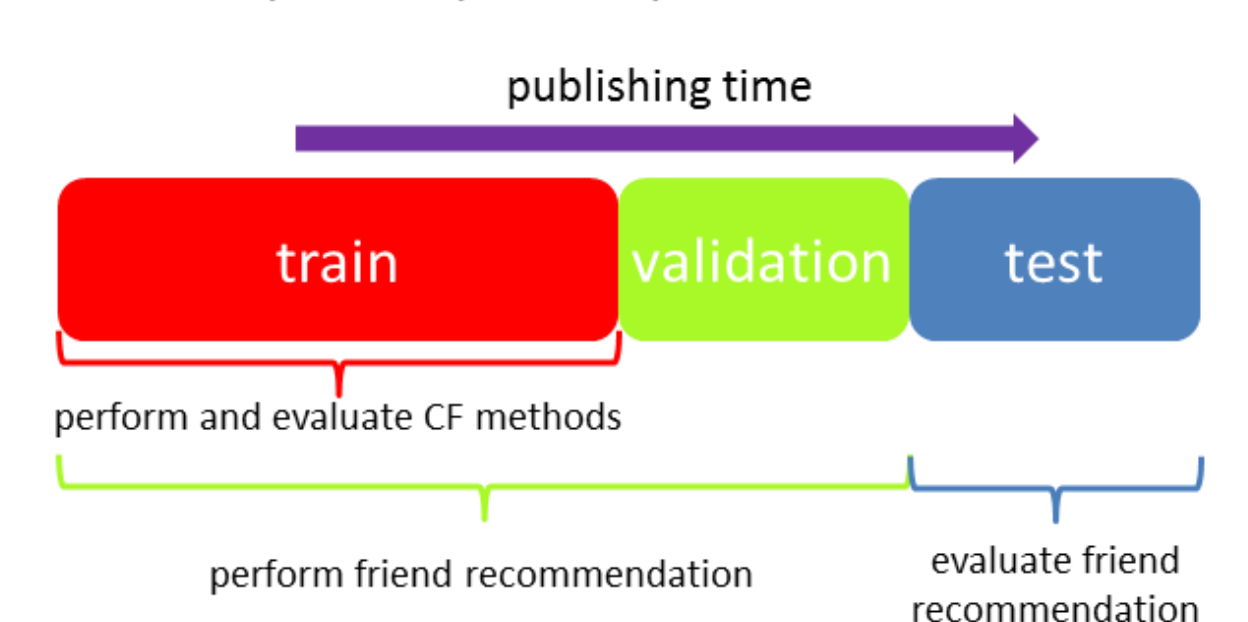 publishing time
train
validation
test
perform and evaluate CF methods
perform friend recommendation
evaluate friend
recommendation